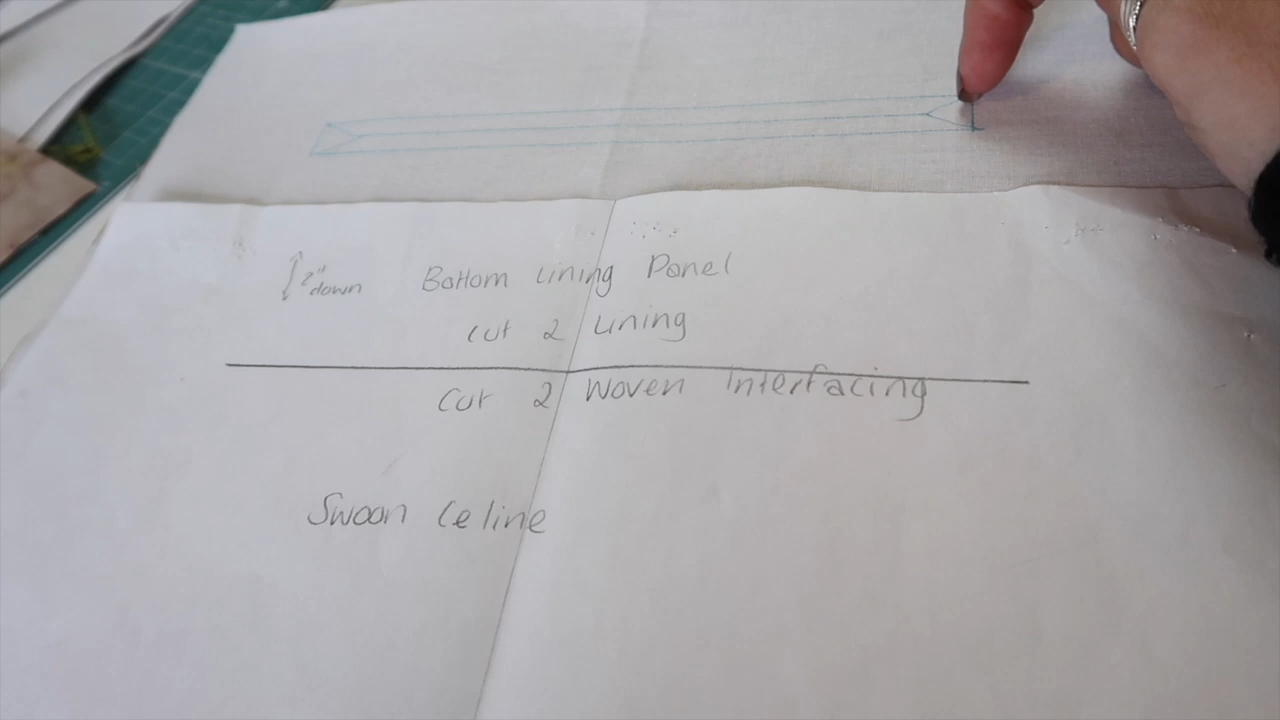 2" down Bottom Lining Panel
cut 2 Lining
Cut 2 Woven Interfacing
Swoon Celine